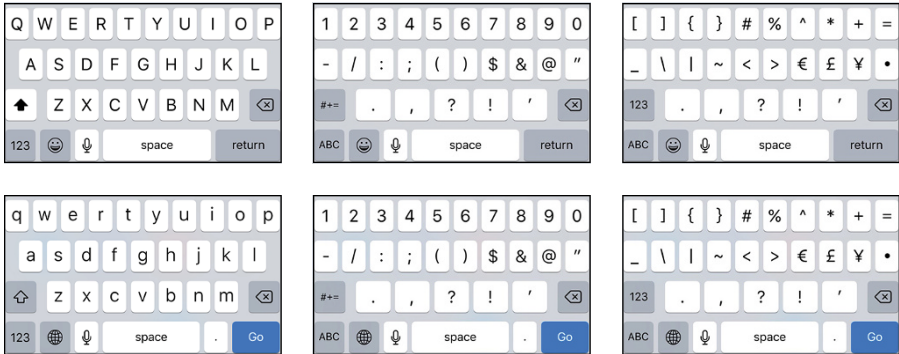 Q W E R T Y U I O P
A S D F G H J K L
Z X C V B N M
123 space return
1 2 3 4 5 6 7 8 9 0
- / : ; ( ) $ & @ "
#+= . , ? ! '
ABC space return
[ ] { } # % ^ * + =
_ \ | ~ < > € £ ¥ •
123 . , ? ! '
ABC space return
q w e r t y u i o p
a s d f g h j k l
z x c v b n m
123 space . Go
1 2 3 4 5 6 7 8 9 0
- / : ; ( ) $ & @ "
#+= . , ? ! '
ABC space . Go
[ ] { } # % ^ * + =
_ \ | ~ < > € £ ¥ •
123 . , ? ! '
ABC space . Go